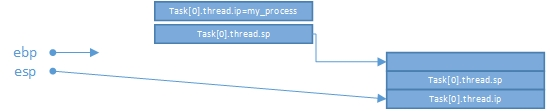 Task[0].thread.ip=my_process
Task[0].thread.sp
ebp
esp
Task[0].thread.sp
Task[0].thread.ip